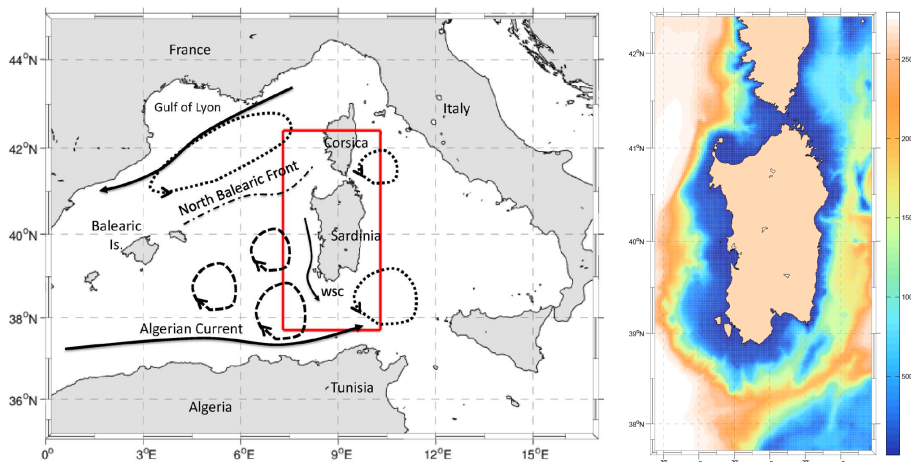 France
44°N
Gulf of Lyon
Italy
42°N
Corsica
North Balearic Front
Balearic
Is.
40°N
Sardinia
wsc
38°N
Algerian Current
Tunisia
36°N
Algeria
0°
3°E
6°E
9°E
12°E
15°E
42°N
41°N
40°N
39°N
38°N